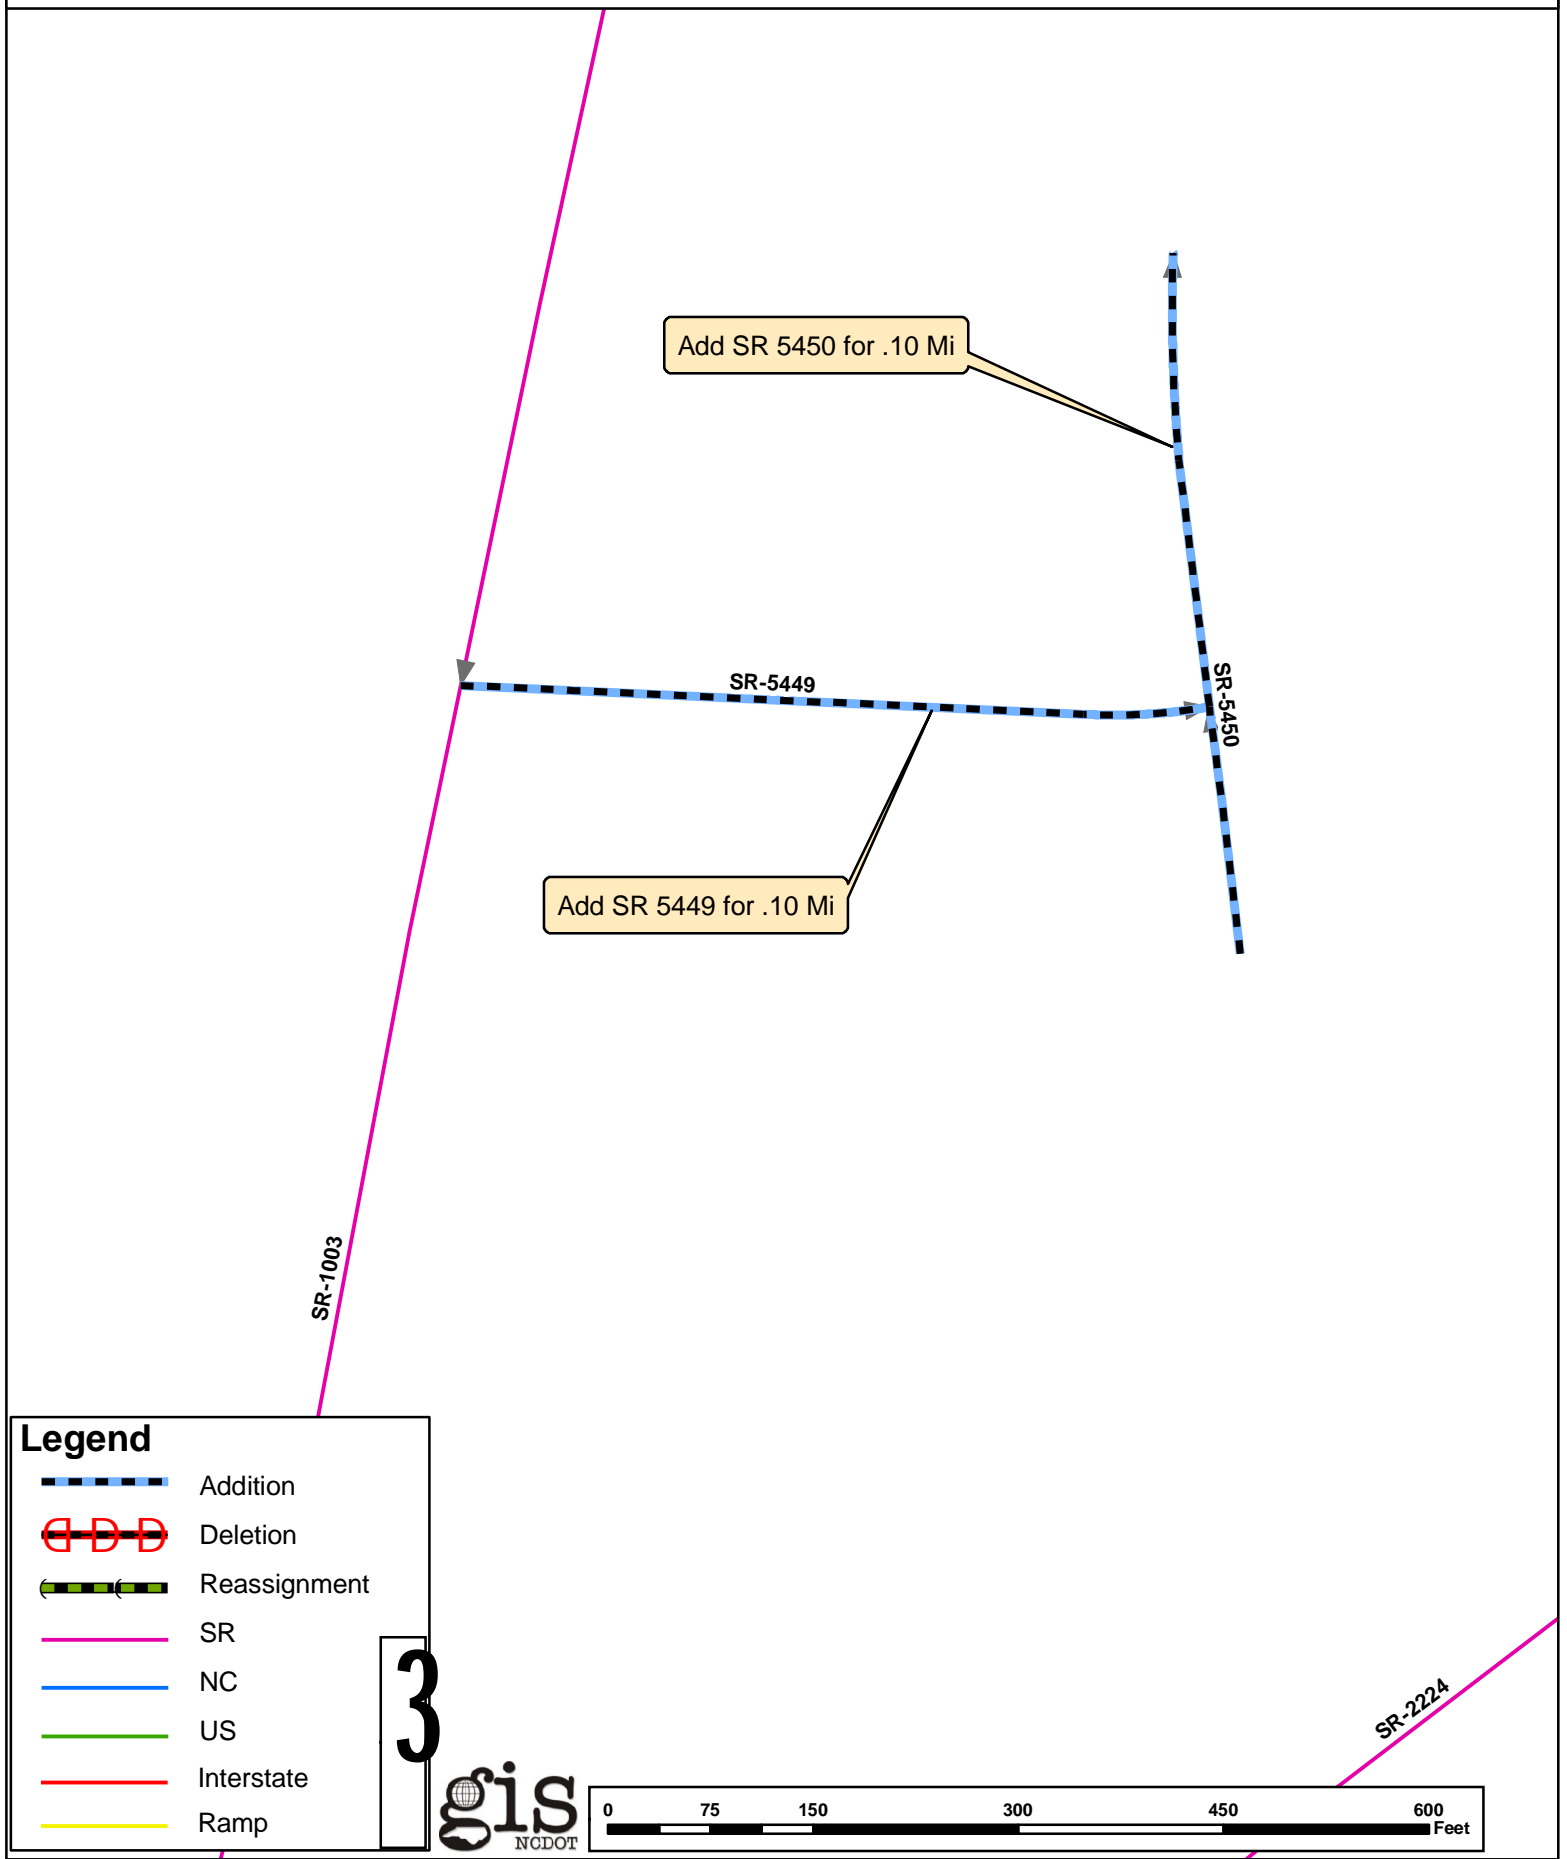 Add SR 5450 for .10 Mi
SR-5449
SR-5450
Add SR 5449 for .10 Mi
SR-1003
Legend
Addition
D D D
Deletion
Reassignment
SR
NC
US
Interstate
Ramp
3
gis
NCDOT
SR-2224
0 75 150 300 450 600
Feet